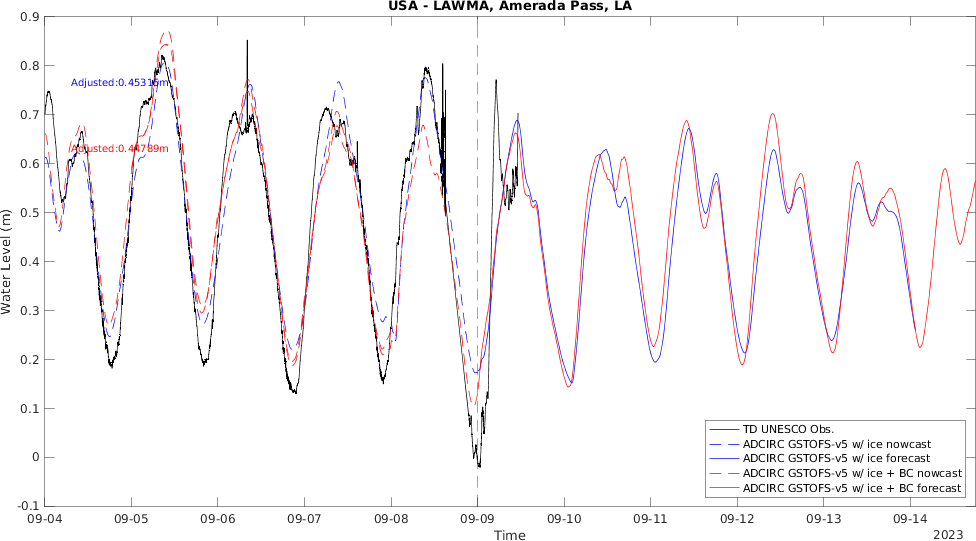 USA - LAWMA, Amerada Pass, LA
0.9
0.8
0.7
0.6
0.5
0.4
0.3
0.2
0.1
0
-0.1
Water Level (m)
Adjusted:0.45315m
Adjusted:0.44789m
TD UNESCO Obs.
ADCIRC GSTOFS-v5 w/ ice nowcast
ADCIRC GSTOFS-v5 w/ ice forecast
ADCIRC GSTOFS-v5 w/ ice + BC nowcast
ADCIRC GSTOFS-v5 w/ ice + BC forecast
09-04 09-05 09-06 09-07 09-08 09-09 09-10 09-11 09-12 09-13 09-14
Time
2023